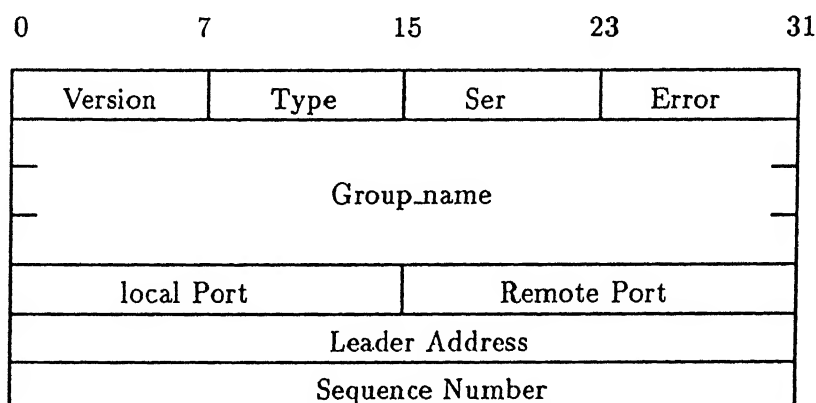 0 7 15 23 31
Version Type Ser Error
Group_name
local Port Remote Port
Leader Address
Sequence Number